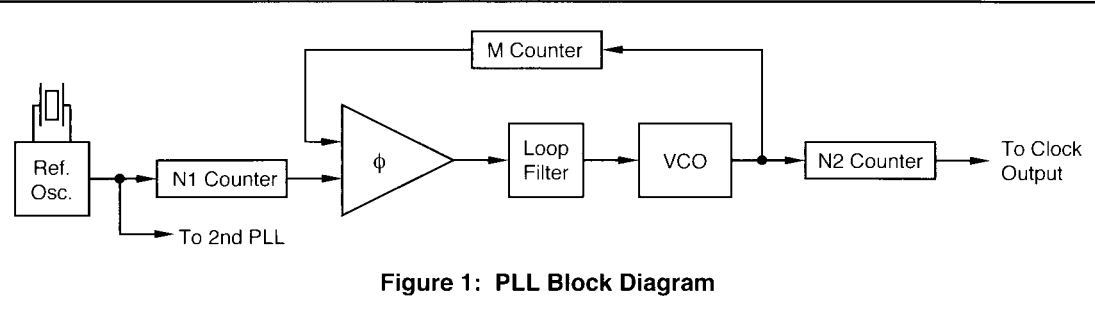 M Counter
Ref.
Osc.
N1 Counter
ϕ
Loop
Filter
VCO
N2 Counter
To Clock
Output
To 2nd PLL
Figure 1: PLL Block Diagram